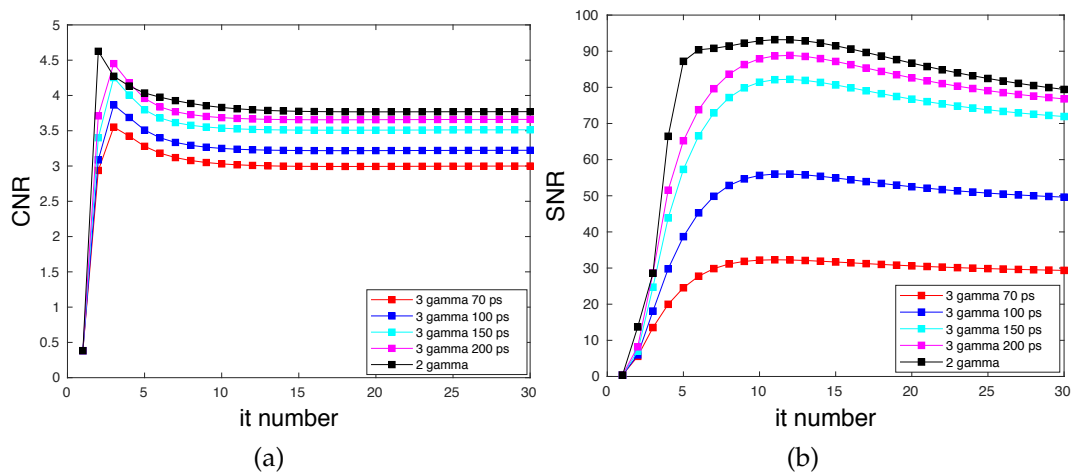 CNR
5
4.5
4
3.5
3
2.5
2
1.5
1
0.5
0
0 5 10 15 20 25 30
it number
3 gamma 70 ps
3 gamma 100 ps
3 gamma 150 ps
3 gamma 200 ps
2 gamma
(a)
SNR
100
90
80
70
60
50
40
30
20
10
0
0 5 10 15 20 25 30
it number
3 gamma 70 ps
3 gamma 100 ps
3 gamma 150 ps
3 gamma 200 ps
2 gamma
(b)